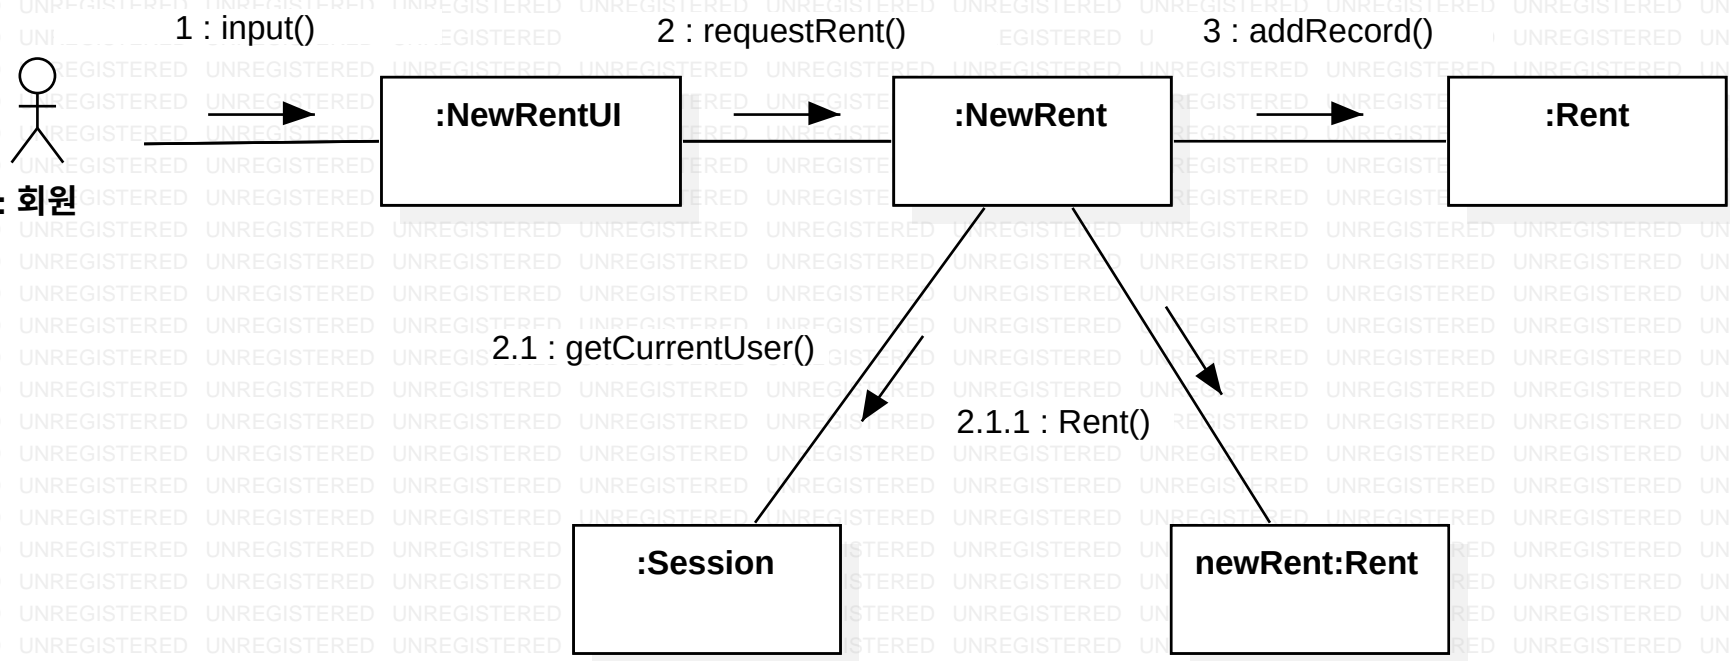 1 : input()
2 : requestRent()
3 : addRecord()
:NewRentUI
:NewRent
:Rent
: 회원
2.1 : getCurrentUser()
2.1.1 : Rent()
:Session
newRent:Rent
UNREGISTERED